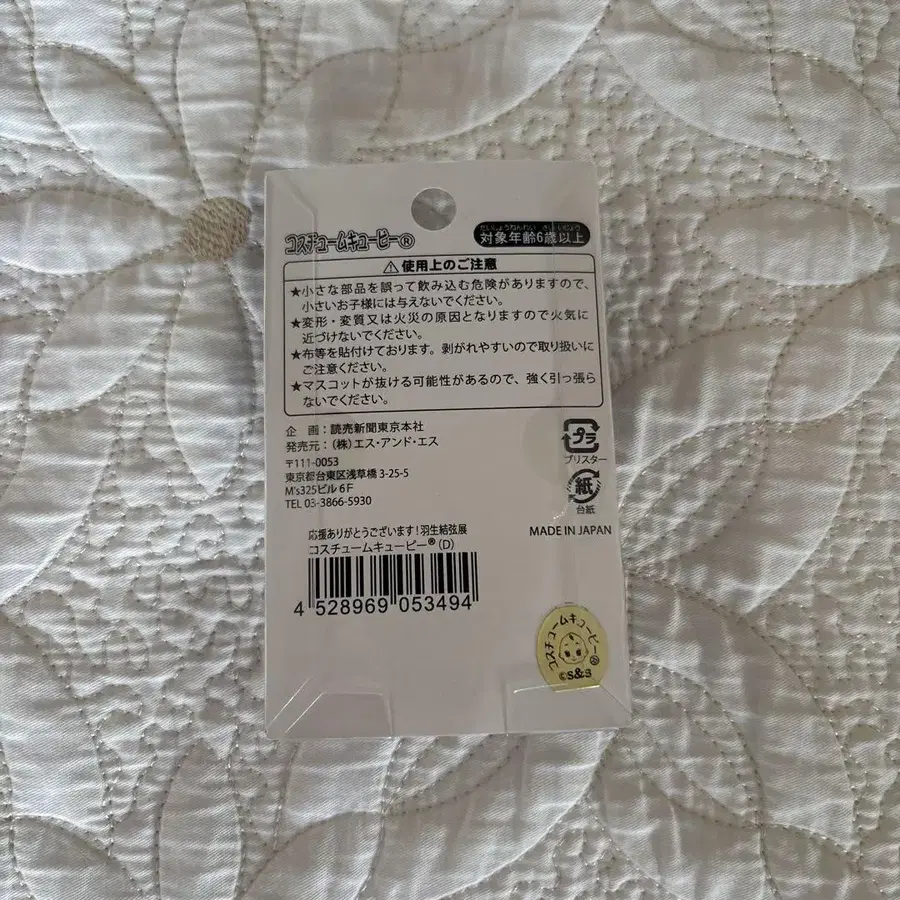 コスチュームキューピー®
たいしょうねんれい さいいじょう
対象年齢6歳以上
⚠使用上のご注意
★小さな部品を誤って飲み込む危険がありますので、
小さいお子様には与えないでください。
★変形・変質又は火災の原因となりますので火気に
近づけないでください。
★布等を貼付けております。剥がれやすいので取り扱いに
ご注意ください。
★マスコットが抜ける可能性があるので、強く引っ張ら
ないでください。
企　画：読売新聞東京本社
発売元：（株）エス・アンド・エス
〒111-0053
東京都台東区浅草橋 3-25-5
M's325ビル 6F
TEL 03-3866-5930
プラ
ブリスター
紙
台紙
MADE IN JAPAN
応援ありがとうございます！羽生結弦展
コスチュームキューピー®（D）
4 528969 053494
コスチュームキューピー®
©S&S